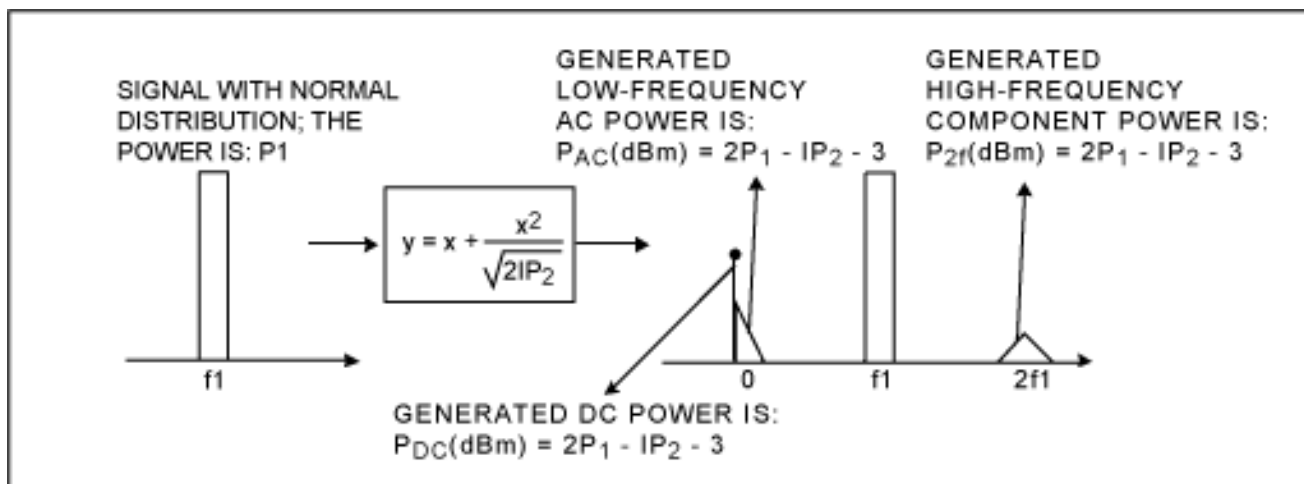 SIGNAL WITH NORMAL
DISTRIBUTION; THE
POWER IS: P1
y = x + x²/√2IP₂
GENERATED
LOW-FREQUENCY
AC POWER IS:
P_AC(dBm) = 2P₁ - IP₂ - 3
GENERATED
HIGH-FREQUENCY
COMPONENT POWER IS:
P₂f(dBm) = 2P₁ - IP₂ - 3
f1
0
f1
2f1
GENERATED DC POWER IS:
P_DC(dBm) = 2P₁ - IP₂ - 3